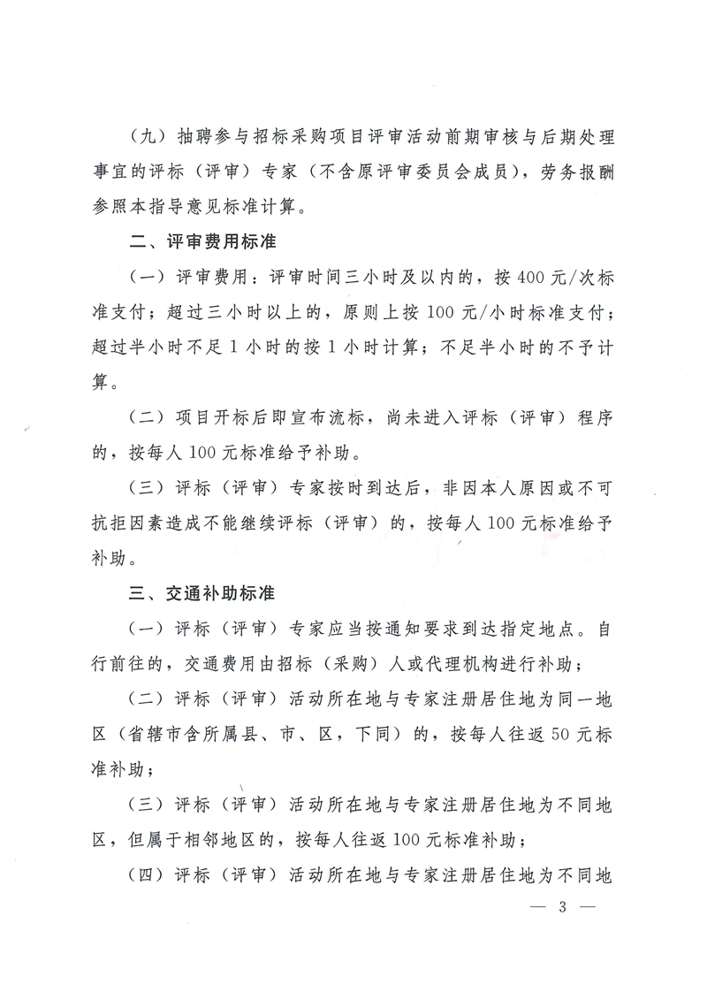 （九）抽聘参与招标采购项目评审活动前期审核与后期处理
事宜的评标（评审）专家（不含原评审委员会成员），劳务报酬
参照本指导意见标准计算。
二、评审费用标准
（一）评审费用：评审时间三小时及以内的，按 400 元/次标
准支付；超过三小时以上的，原则上按 100 元/小时标准支付；
超过半小时不足 1 小时的按 1 小时计算；不足半小时的不予计
算。
（二）项目开标后即宣布流标，尚未进入评标（评审）程序
的，按每人 100 元标准给予补助。
（三）评标（评审）专家按时到达后，非因本人原因或不可
抗拒因素造成不能继续评标（评审）的，按每人 100 元标准给予
补助。
三、交通补助标准
（一）评标（评审）专家应当按通知要求到达指定地点。自
行前往的，交通费用由招标（采购）人或代理机构进行补助；
（二）评标（评审）活动所在地与专家注册居住地为同一地
区（省辖市含所属县、市、区，下同）的，按每人往返 50 元标
准补助；
（三）评标（评审）活动所在地与专家注册居住地为不同地
区，但属于相邻地区的，按每人往返 100 元标准补助；
（四）评标（评审）活动所在地与专家注册居住地为不同地
— 3 —